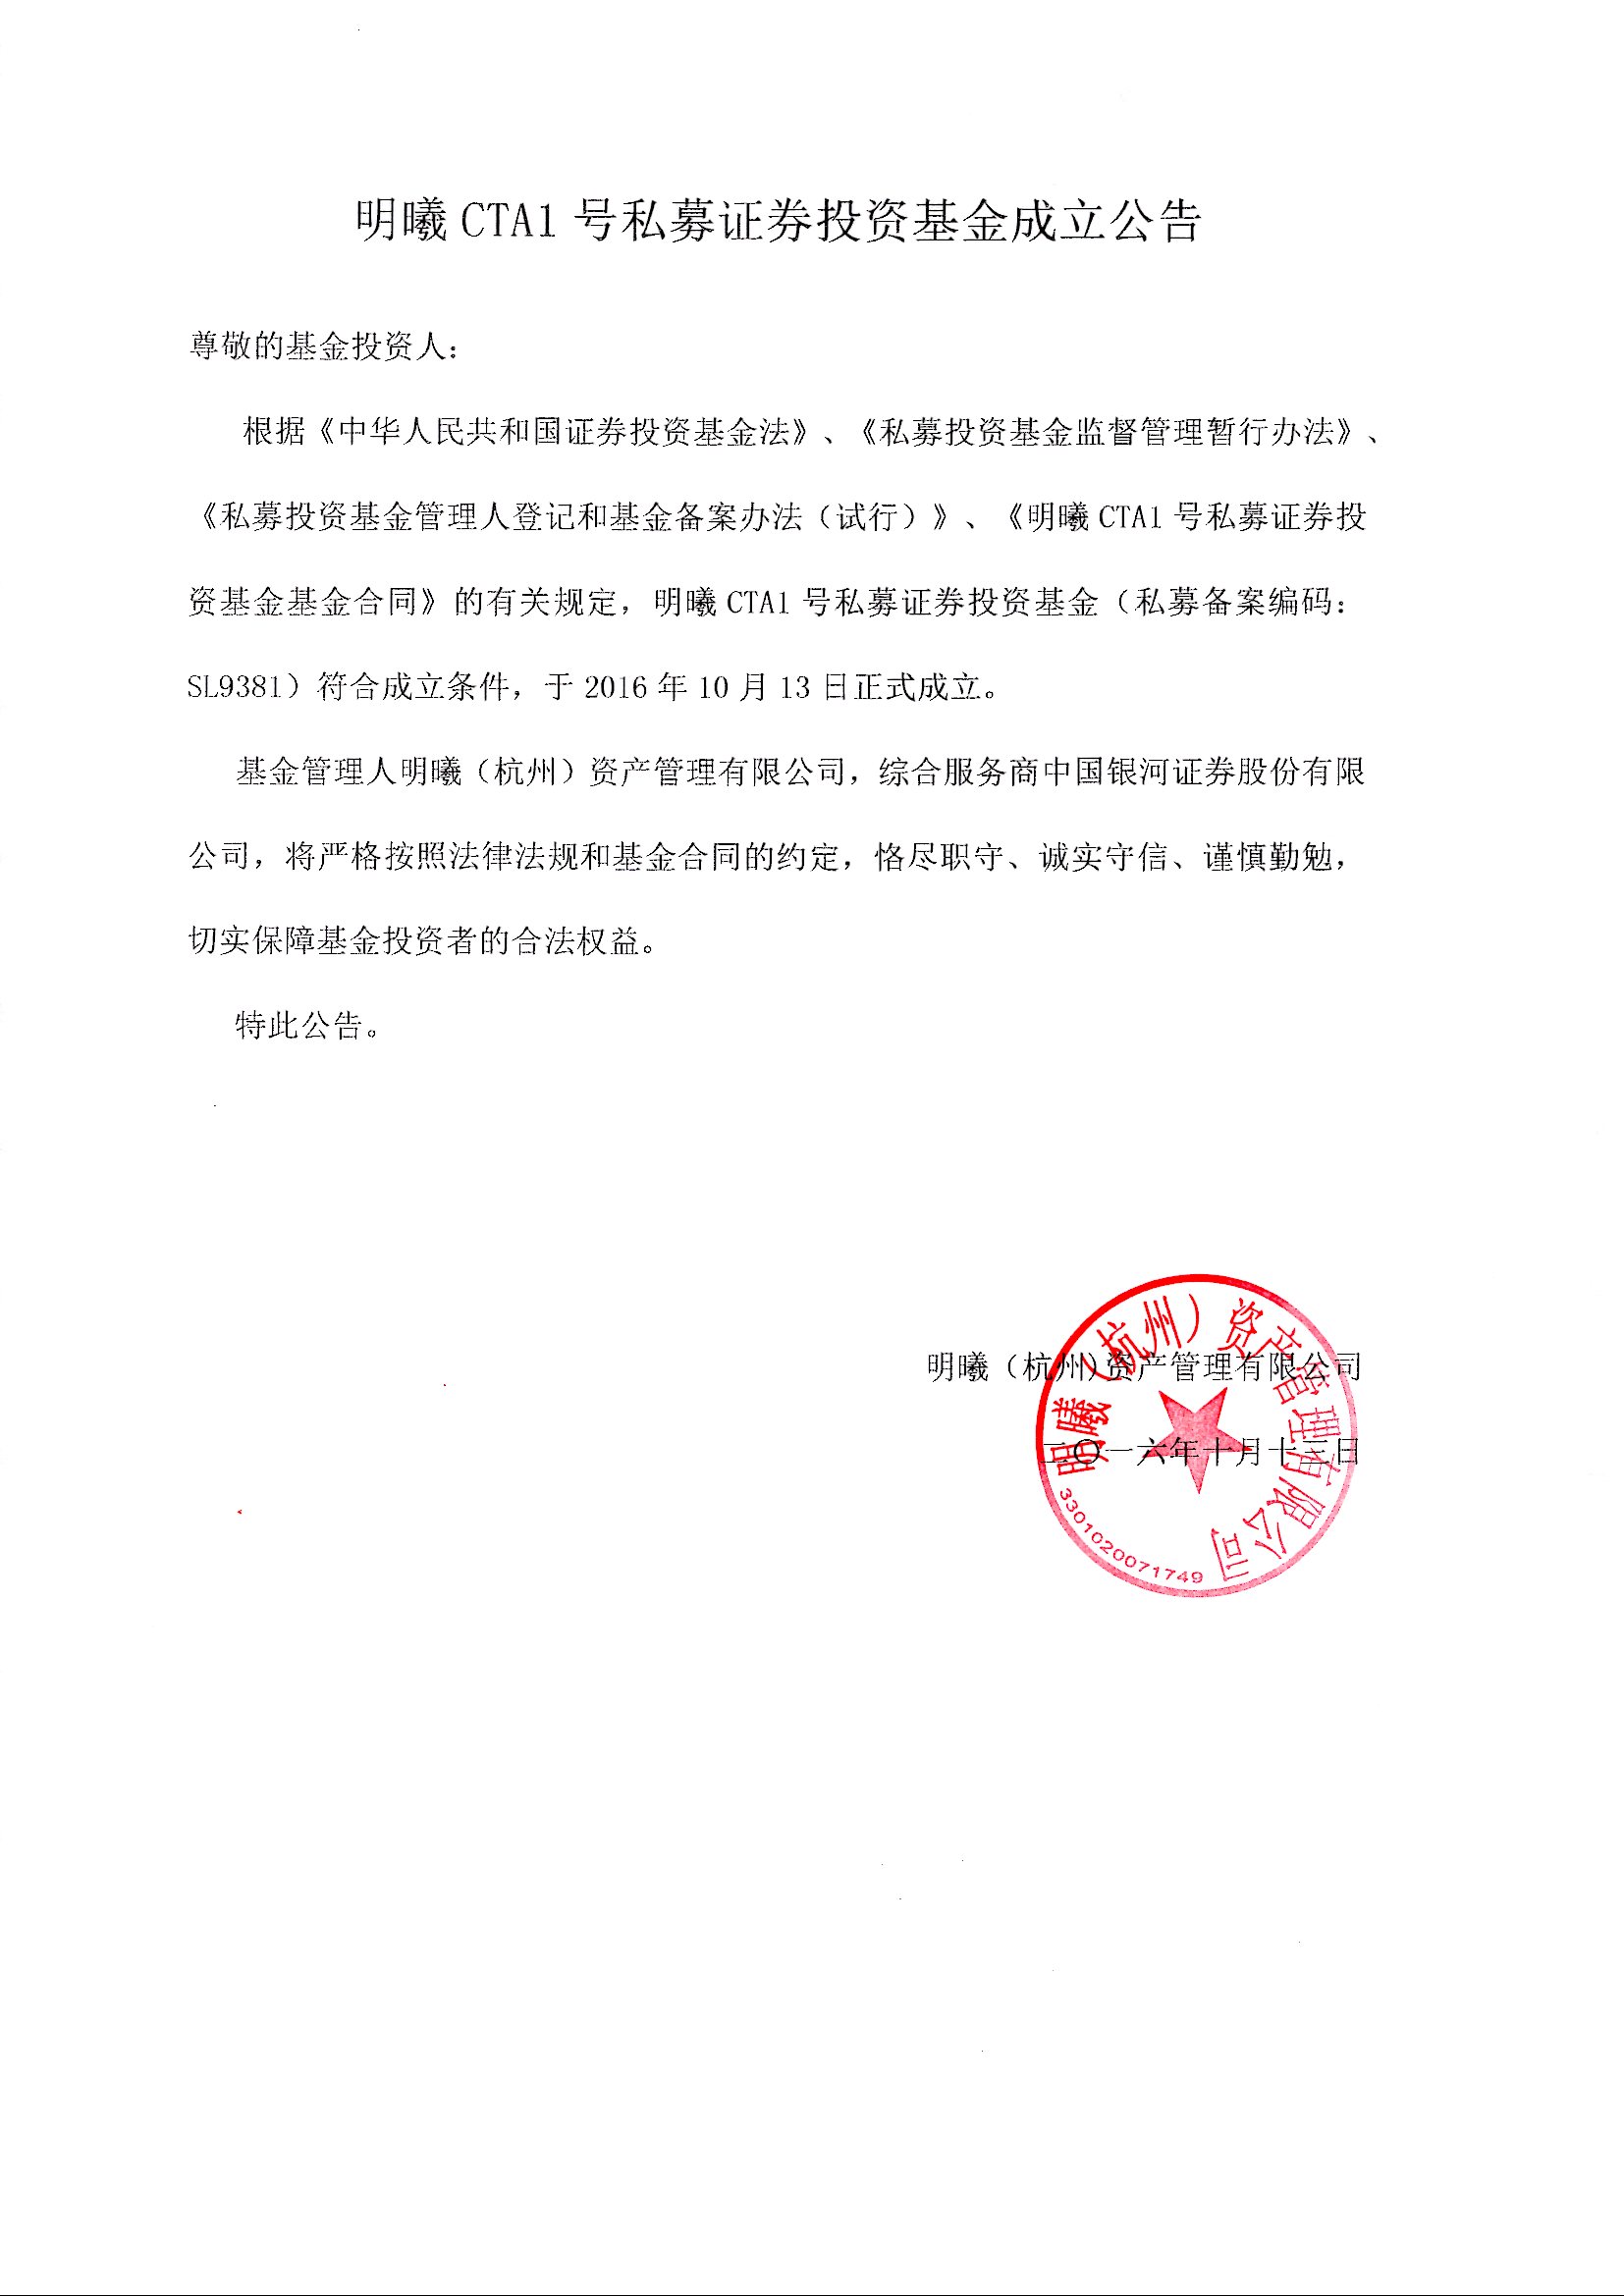 明曦 CTA1 号私募证券投资基金成立公告
尊敬的基金投资人：
根据《中华人民共和国证券投资基金法》、《私募投资基金监督管理暂行办法》、
《私募投资基金管理人登记和基金备案办法（试行）》、《明曦 CTA1 号私募证券投
资基金基金合同》的有关规定，明曦 CTA1 号私募证券投资基金（私募备案编码：
SL9381）符合成立条件，于 2016 年 10 月 13 日正式成立。
基金管理人明曦（杭州）资产管理有限公司，综合服务商中国银河证券股份有限
公司，将严格按照法律法规和基金合同的约定，恪尽职守、诚实守信、谨慎勤勉，
切实保障基金投资者的合法权益。
特此公告。
明曦（杭州)资产管理有限公司
二〇一六年十月十三日
明曦（杭州）资产管理有限公司
3301020071749